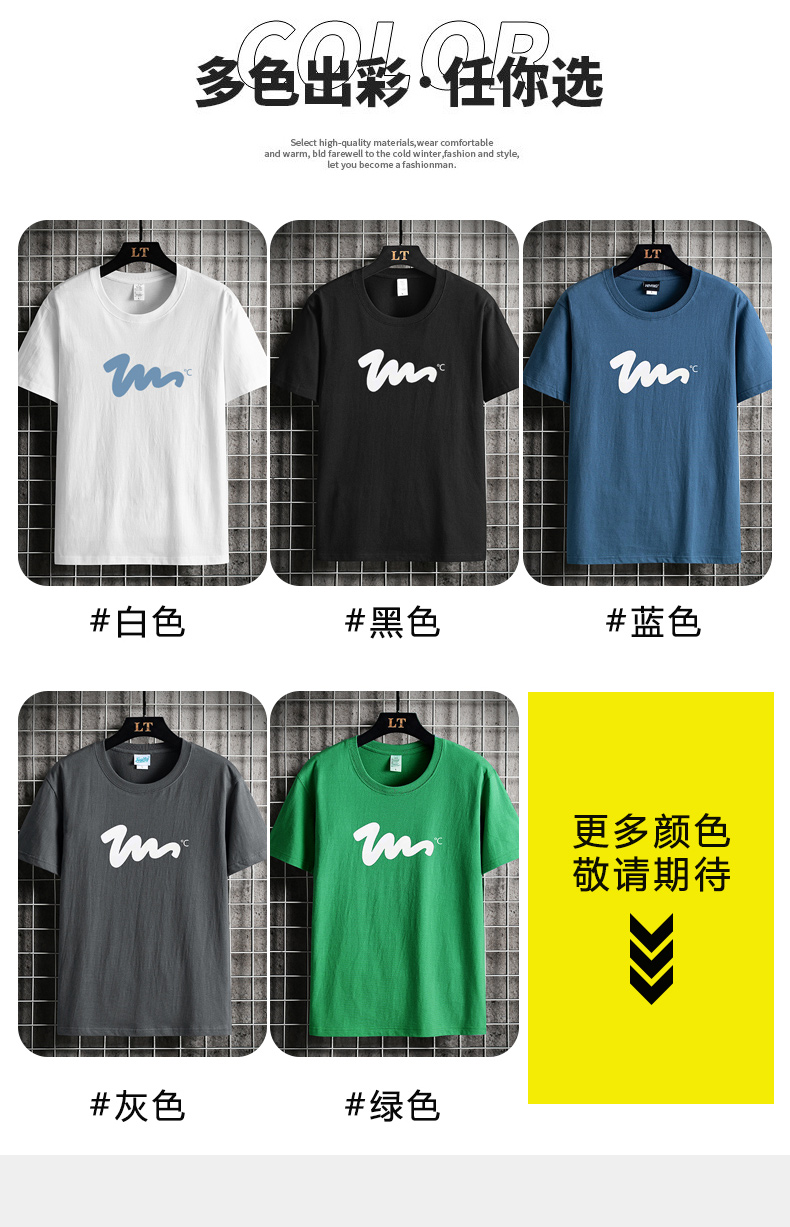 COLOR
多色出彩·任你选
Select high-quality materials,wear comfortable
and warm, bld farewell to the cold winter,fashion and style,
let you become a fashionman.
LT
LT
LT
℃
℃
℃
#白色
#黑色
#蓝色
LT
LT
℃
℃
更多颜色
敬请期待
#灰色
#绿色